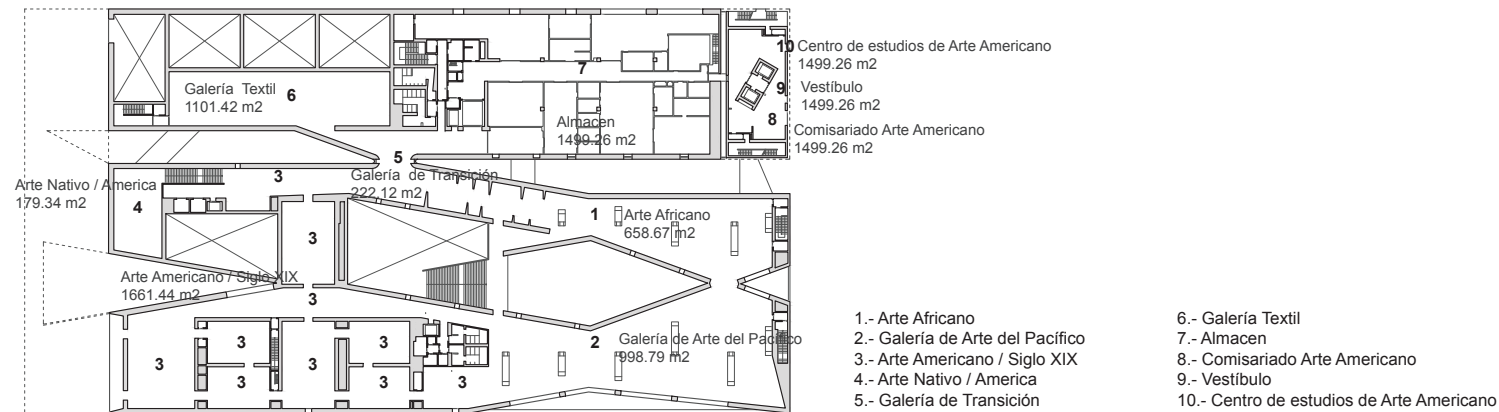 10 Centro de estudios de Arte Americano
1499.26 m2
9 Vestíbulo
1499.26 m2
8
Comisariado Arte Americano
1499.26 m2
7
Almacen
1499.26 m2
Galería Textil 6
1101.42 m2
5
Galería de Transición
222.12 m2
3
Arte Nativo / America
179.34 m2
4
1 Arte Africano
658.67 m2
3
3
Arte Americano / Siglo XIX
1661.44 m2
3
3
3
3
3
3
3
3
2 Galería de Arte del Pacífico
998.79 m2
1.- Arte Africano
2.- Galería de Arte del Pacífico
3.- Arte Americano / Siglo XIX
4.- Arte Nativo / America
5.- Galería de Transición
6.- Galería Textil
7.- Almacen
8.- Comisariado Arte Americano
9.- Vestíbulo
10.- Centro de estudios de Arte Americano